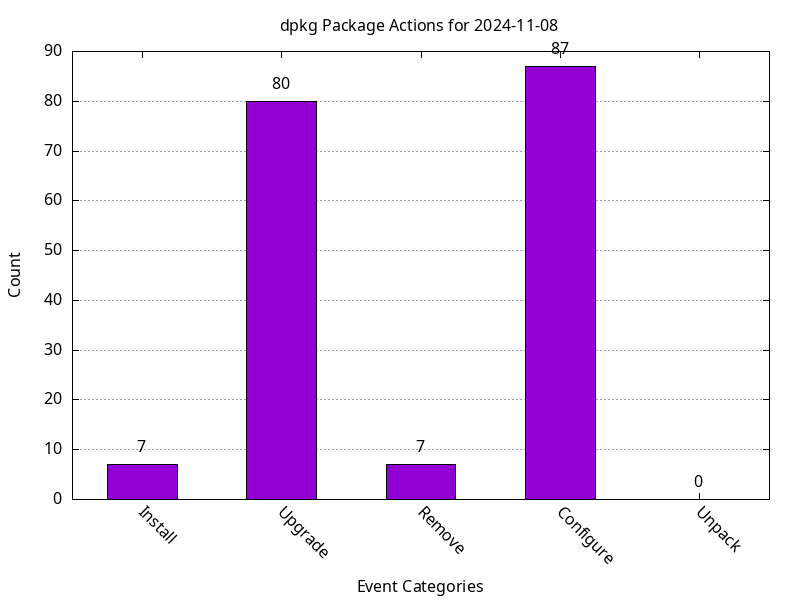 dpkg Package Actions for 2024-11-08
90
80
70
60
50
40
30
20
10
0
Count
7
80
7
87
0
Install
Upgrade
Remove
Configure
Unpack
Event Categories